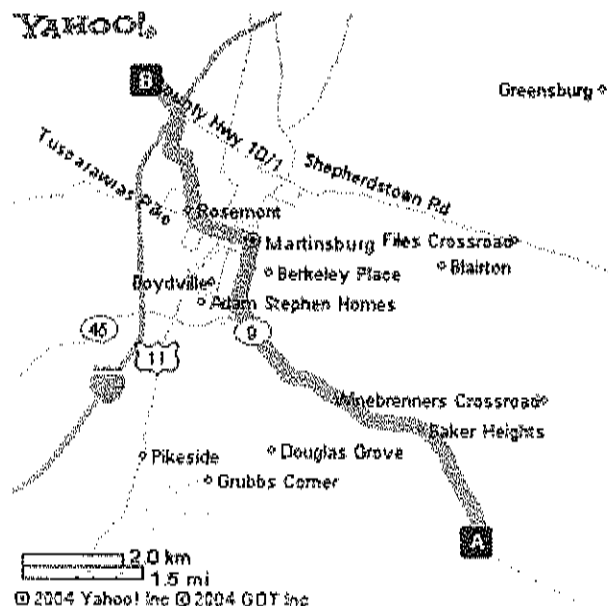 YAHOO!
B
Greensburg
County Hwy 10/1
Tuscarawras Pike
Shepherdstown Rd
Rosemont
Martinsburg
Files Crossroad
Blairton
Berkeley Place
Boydville
Adam Stephen Homes
45
9
11
Winebrenners Crossroad
Baker Heights
Pikeside
Douglas Grove
Grubbs Corner
A
2.0 km
1.5 mi
© 2004 Yahoo! Inc © 2004 GDT Inc